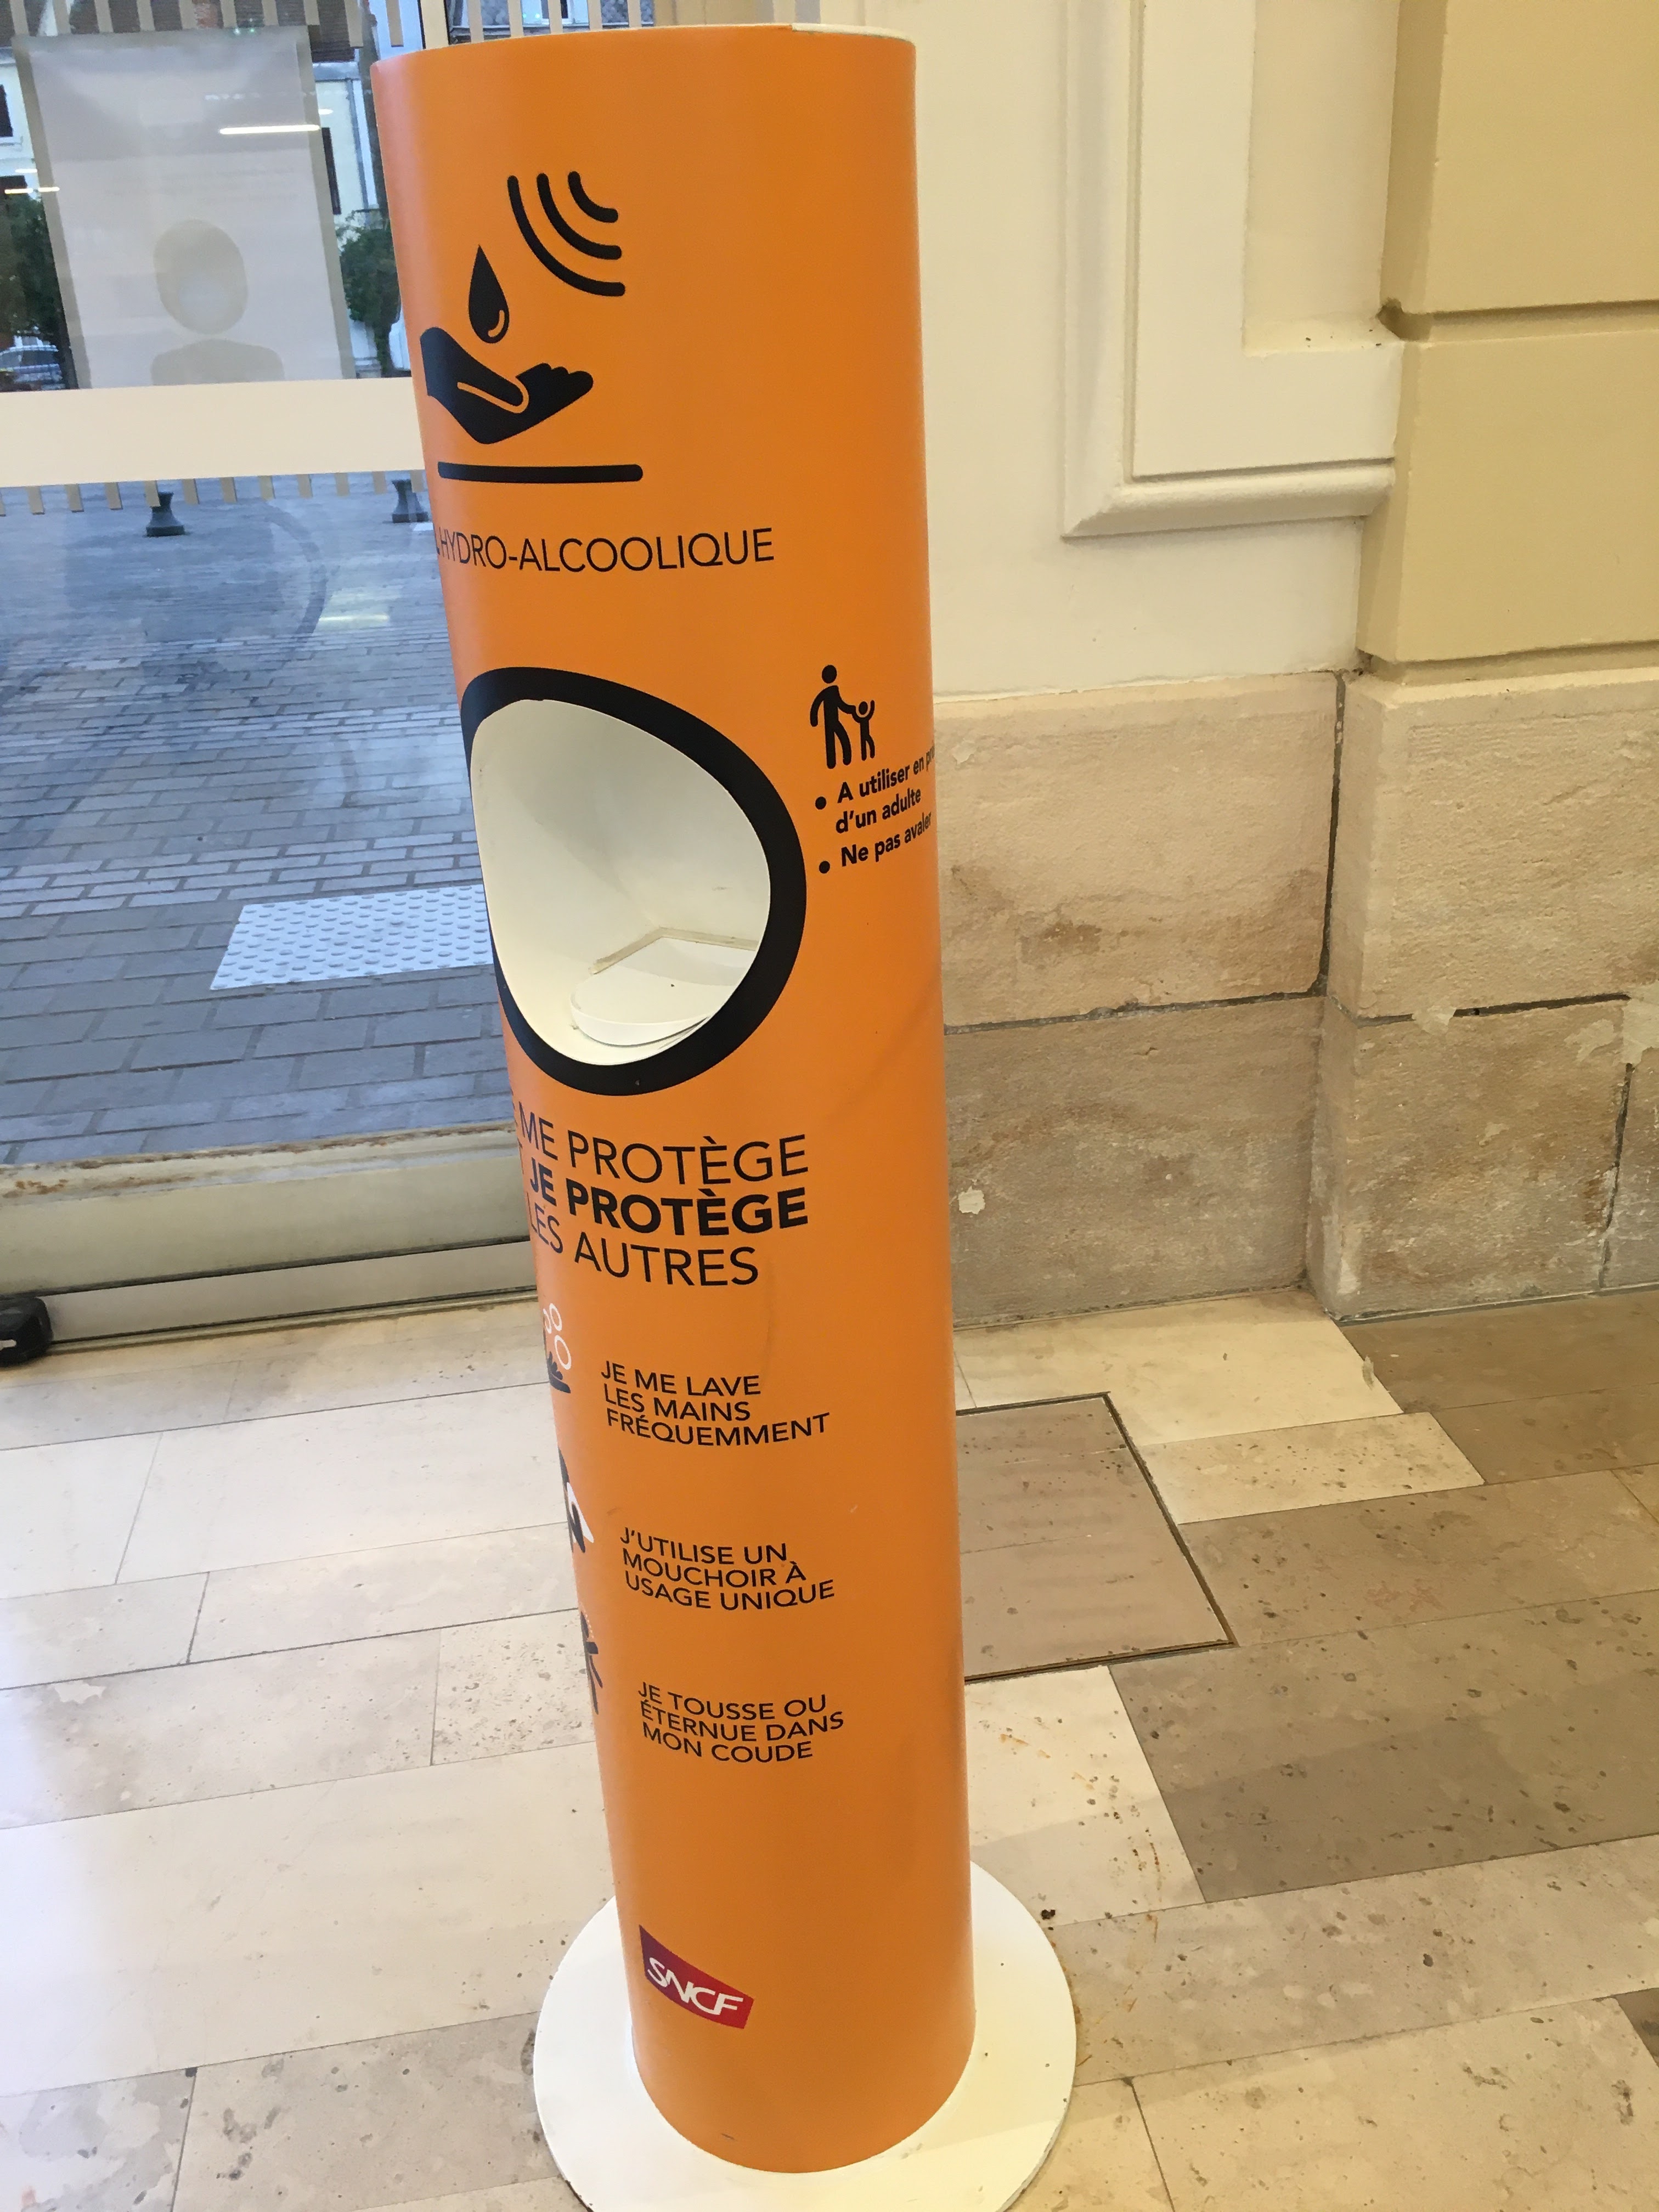 HYDRO-ALCOOLIQUE
• A utiliser en
d'un adulte
• Ne pas avaler
ME PROTÈGE
JE PROTÈGE
LES AUTRES
JE ME LAVE
LES MAINS
FRÉQUEMMENT
J'UTILISE UN
MOUCHOIR À
USAGE UNIQUE
JE TOUSSE OU
ÉTERNUE DANS
MON COUDE
SNCF